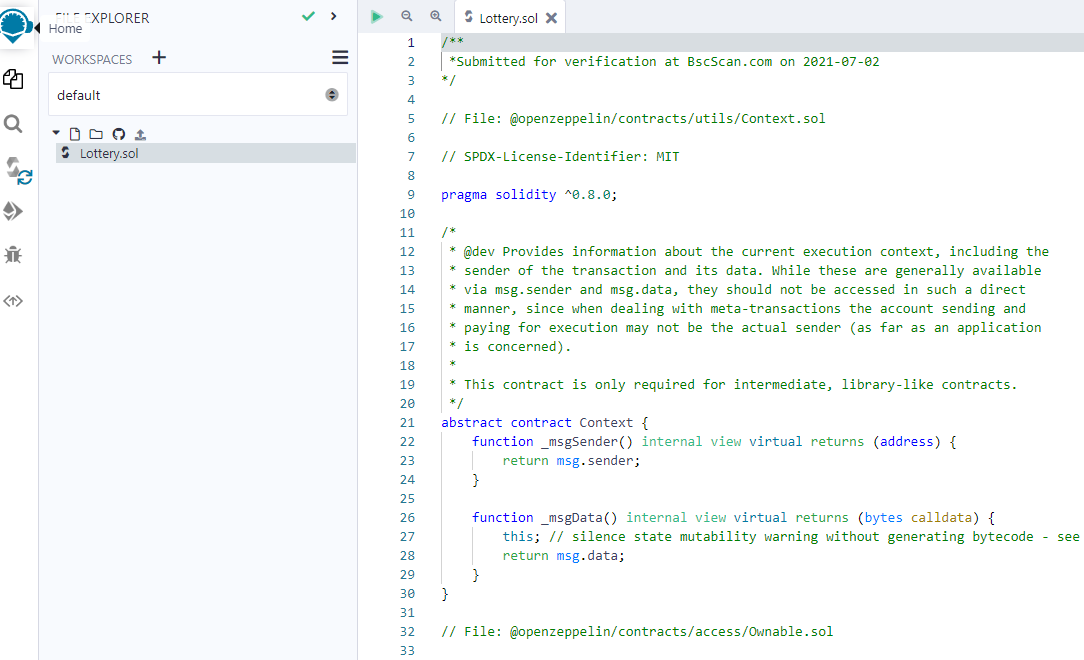 FILE EXPLORER
Home
WORKSPACES
default
Lottery.sol
Lottery.sol
1 /**
2 *Submitted for verification at BscScan.com on 2021-07-02
3 */
4
5 // File: @openzeppelin/contracts/utils/Context.sol
6
7 // SPDX-License-Identifier: MIT
8
9 pragma solidity ^0.8.0;
10
11 /*
12 * @dev Provides information about the current execution context, including the
13 * sender of the transaction and its data. While these are generally available
14 * via msg.sender and msg.data, they should not be accessed in such a direct
15 * manner, since when dealing with meta-transactions the account sending and
16 * paying for execution may not be the actual sender (as far as an application
17 * is concerned).
18 *
19 * This contract is only required for intermediate, library-like contracts.
20 */
21 abstract contract Context {
22 function _msgSender() internal view virtual returns (address) {
23 return msg.sender;
24 }
25
26 function _msgData() internal view virtual returns (bytes calldata) {
27 this; // silence state mutability warning without generating bytecode - see
28 return msg.data;
29 }
30 }
31
32 // File: @openzeppelin/contracts/access/Ownable.sol
33